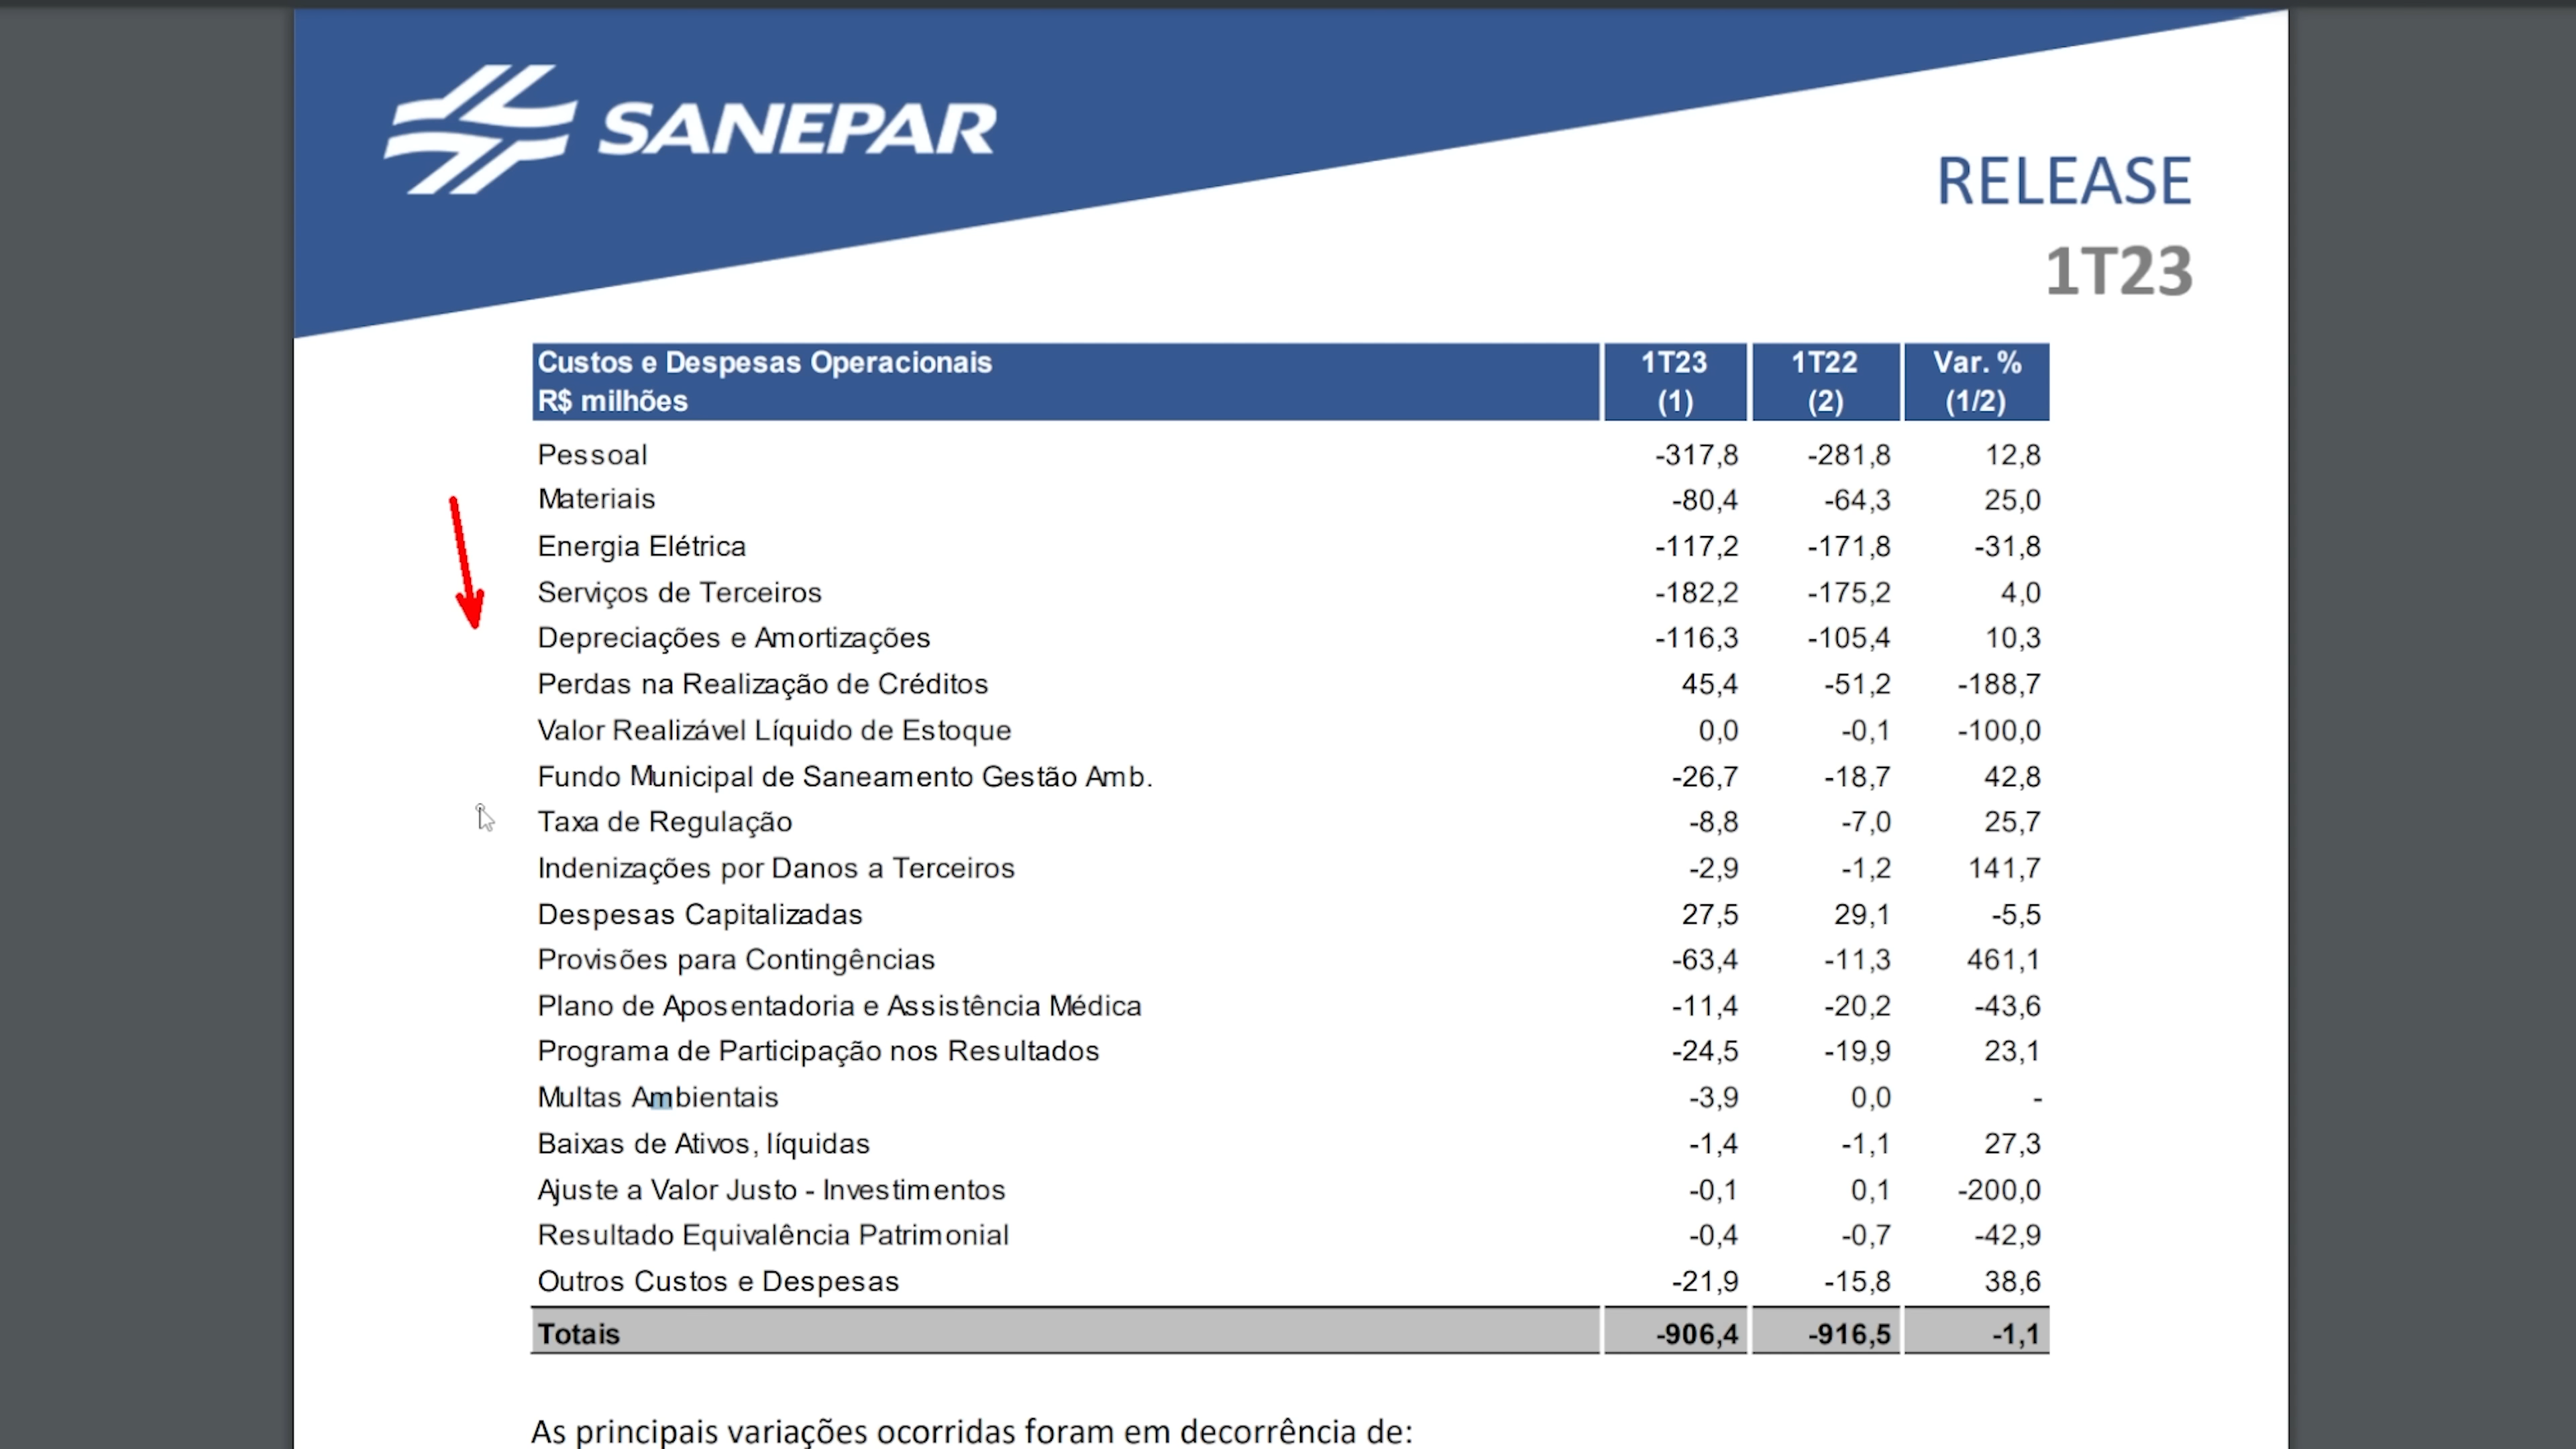 SANEPAR
RELEASE
1T23
Custos e Despesas Operacionais 1T23 1T22 Var. %
R$ milhões (1) (2) (1/2)
Pessoal -317,8 -281,8 12,8
Materiais -80,4 -64,3 25,0
Energia Elétrica -117,2 -171,8 -31,8
Serviços de Terceiros -182,2 -175,2 4,0
Depreciações e Amortizações -116,3 -105,4 10,3
Perdas na Realização de Créditos 45,4 -51,2 -188,7
Valor Realizável Líquido de Estoque 0,0 -0,1 -100,0
Fundo Municipal de Saneamento Gestão Amb. -26,7 -18,7 42,8
Taxa de Regulação -8,8 -7,0 25,7
Indenizações por Danos a Terceiros -2,9 -1,2 141,7
Despesas Capitalizadas 27,5 29,1 -5,5
Provisões para Contingências -63,4 -11,3 461,1
Plano de Aposentadoria e Assistência Médica -11,4 -20,2 -43,6
Programa de Participação nos Resultados -24,5 -19,9 23,1
Multas Ambientais -3,9 0,0 -
Baixas de Ativos, líquidas -1,4 -1,1 27,3
Ajuste a Valor Justo - Investimentos -0,1 0,1 -200,0
Resultado Equivalência Patrimonial -0,4 -0,7 -42,9
Outros Custos e Despesas -21,9 -15,8 38,6
Totais -906,4 -916,5 -1,1
As principais variações ocorridas foram em decorrência de: